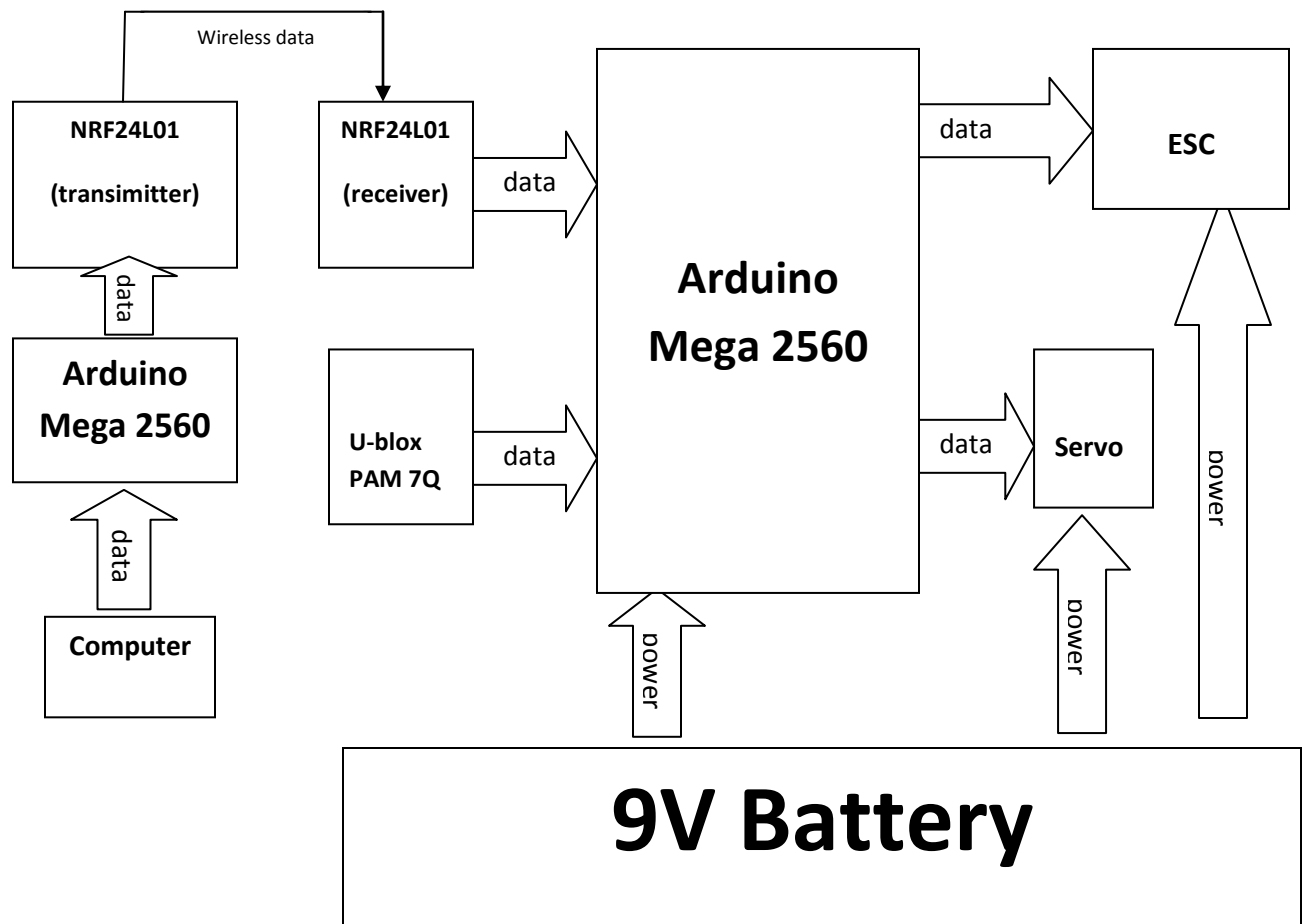 Wireless data
NRF24L01
(transimitter)
NRF24L01
(receiver)
data
Arduino
Mega 2560
data
ESC
data
Arduino
Mega 2560
U-blox
PAM 7Q
data
data
Servo
data
Computer
power
power
power
9V Battery